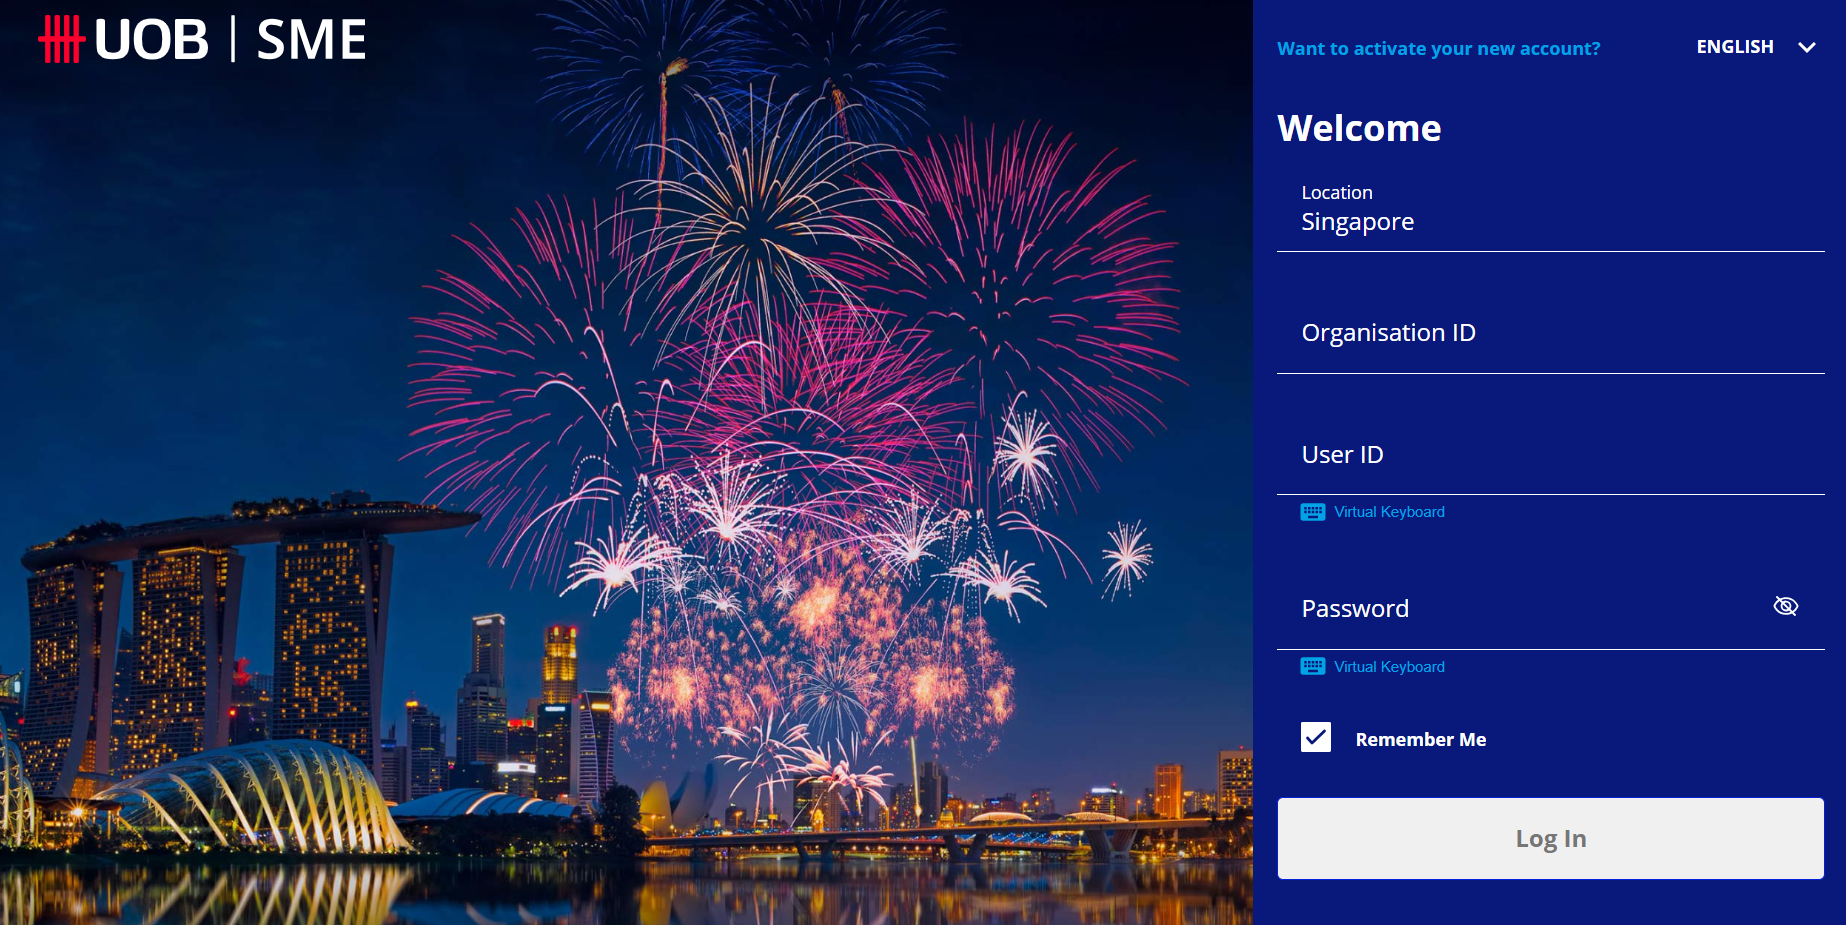 UOB | SME
Want to activate your new account?
ENGLISH
Welcome
Location
Singapore
Organisation ID
User ID
Virtual Keyboard
Password
Virtual Keyboard
Remember Me
Log In